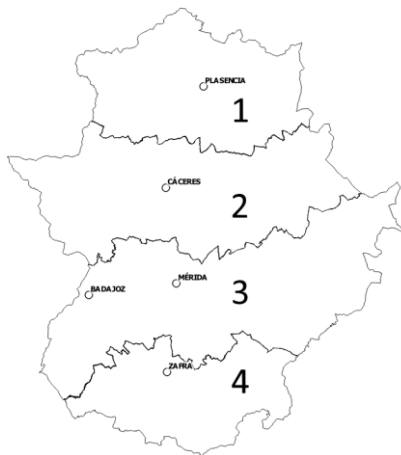 PLASENCIA
1
CÁCERES
2
MÉRIDA
BADAJOZ
3
ZAFRA
4